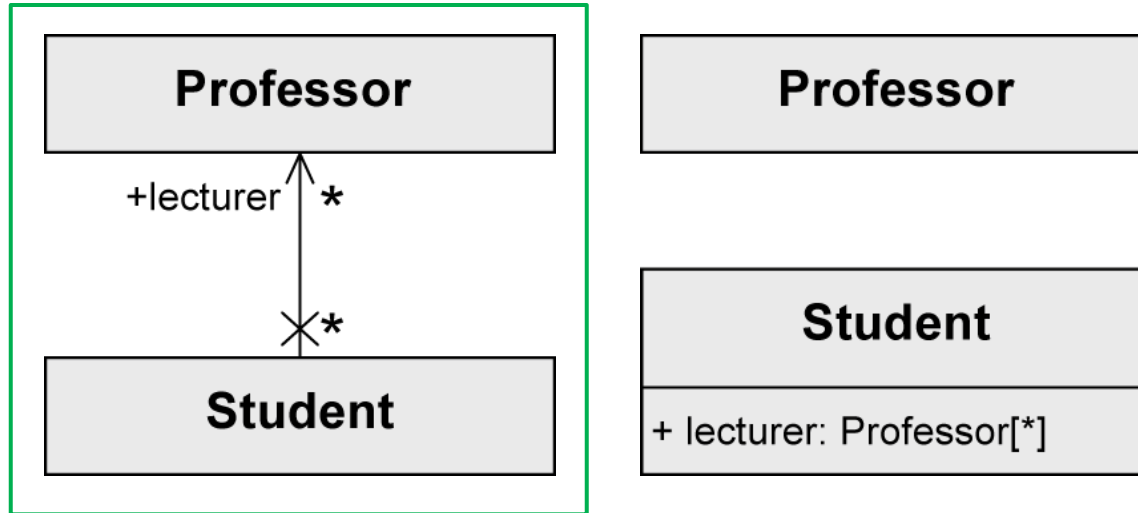 Professor
+lecturer *
*
Student
Professor
Student
+ lecturer: Professor[*]